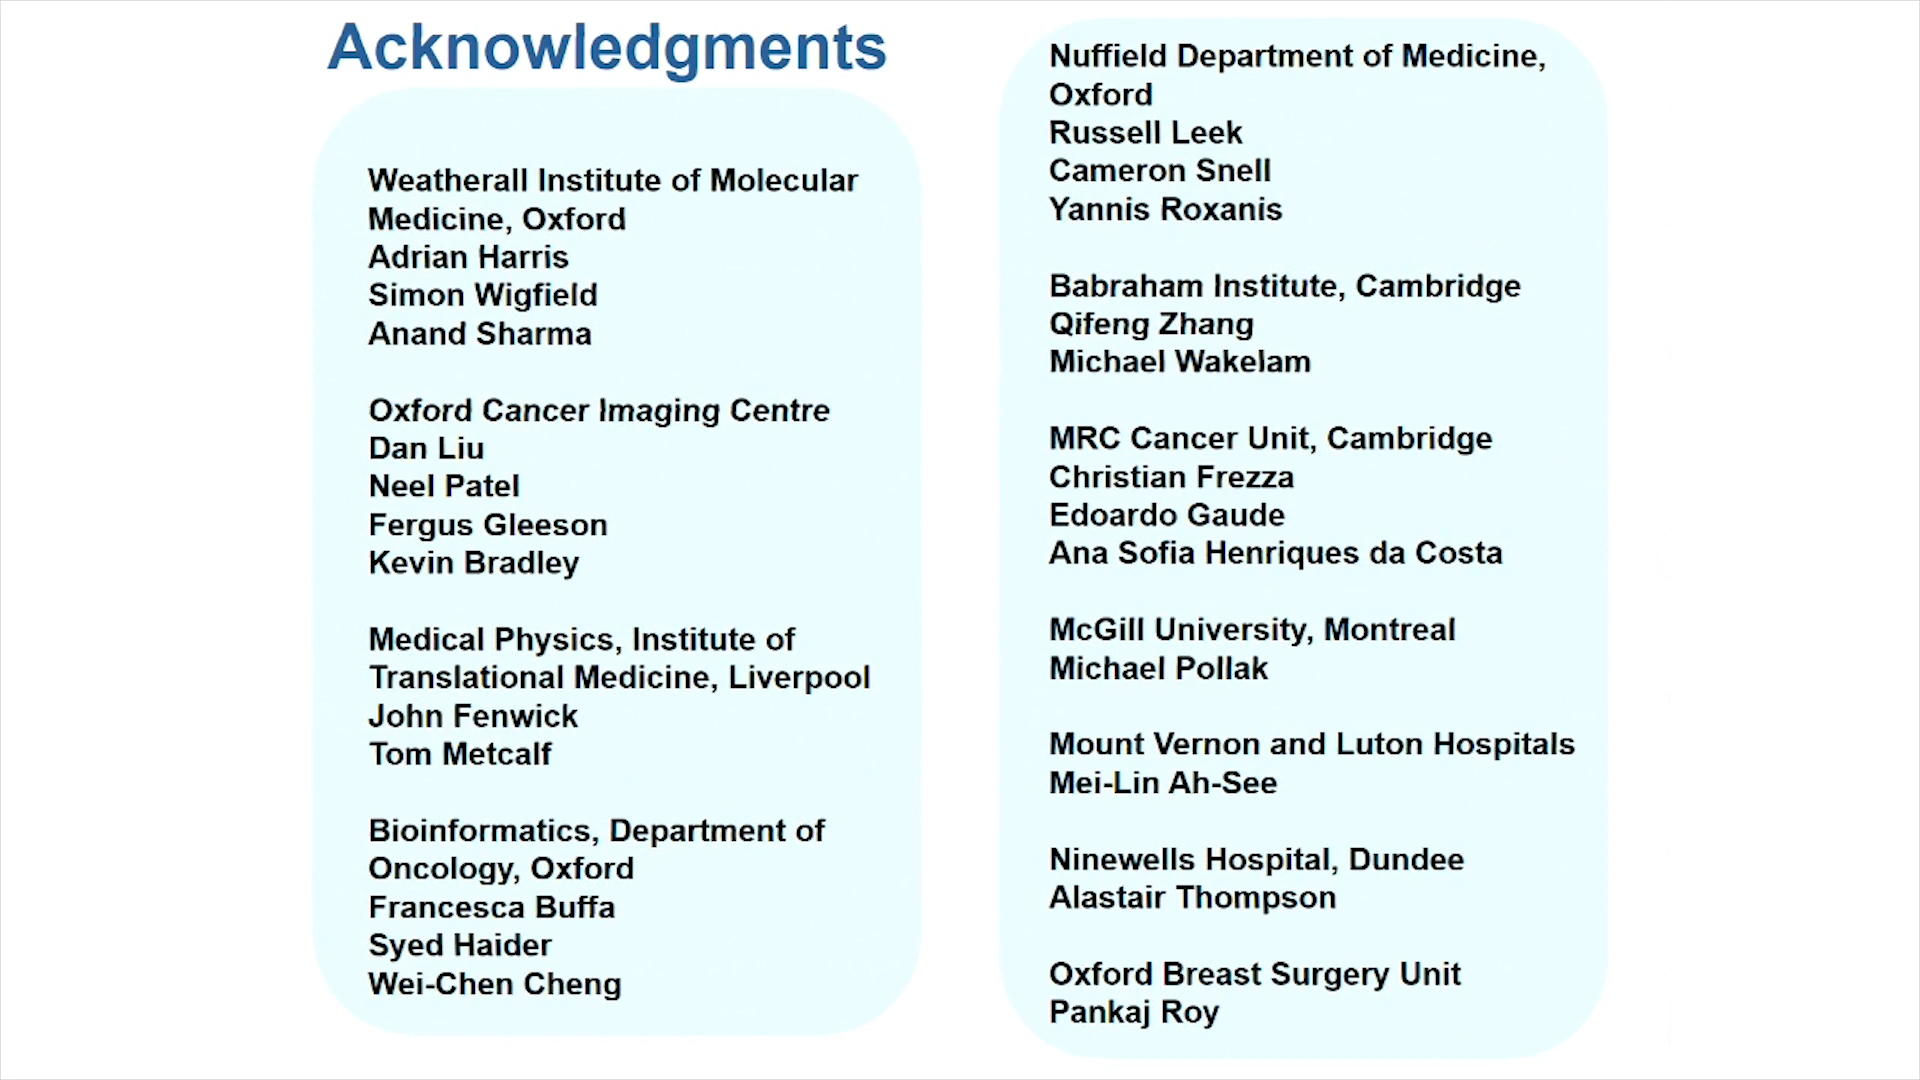 Acknowledgments
Weatherall Institute of Molecular
Medicine, Oxford
Adrian Harris
Simon Wigfield
Anand Sharma
Oxford Cancer Imaging Centre
Dan Liu
Neel Patel
Fergus Gleeson
Kevin Bradley
Medical Physics, Institute of
Translational Medicine, Liverpool
John Fenwick
Tom Metcalf
Bioinformatics, Department of
Oncology, Oxford
Francesca Buffa
Syed Haider
Wei-Chen Cheng
Nuffield Department of Medicine,
Oxford
Russell Leek
Cameron Snell
Yannis Roxanis
Babraham Institute, Cambridge
Qifeng Zhang
Michael Wakelam
MRC Cancer Unit, Cambridge
Christian Frezza
Edoardo Gaude
Ana Sofia Henriques da Costa
McGill University, Montreal
Michael Pollak
Mount Vernon and Luton Hospitals
Mei-Lin Ah-See
Ninewells Hospital, Dundee
Alastair Thompson
Oxford Breast Surgery Unit
Pankaj Roy